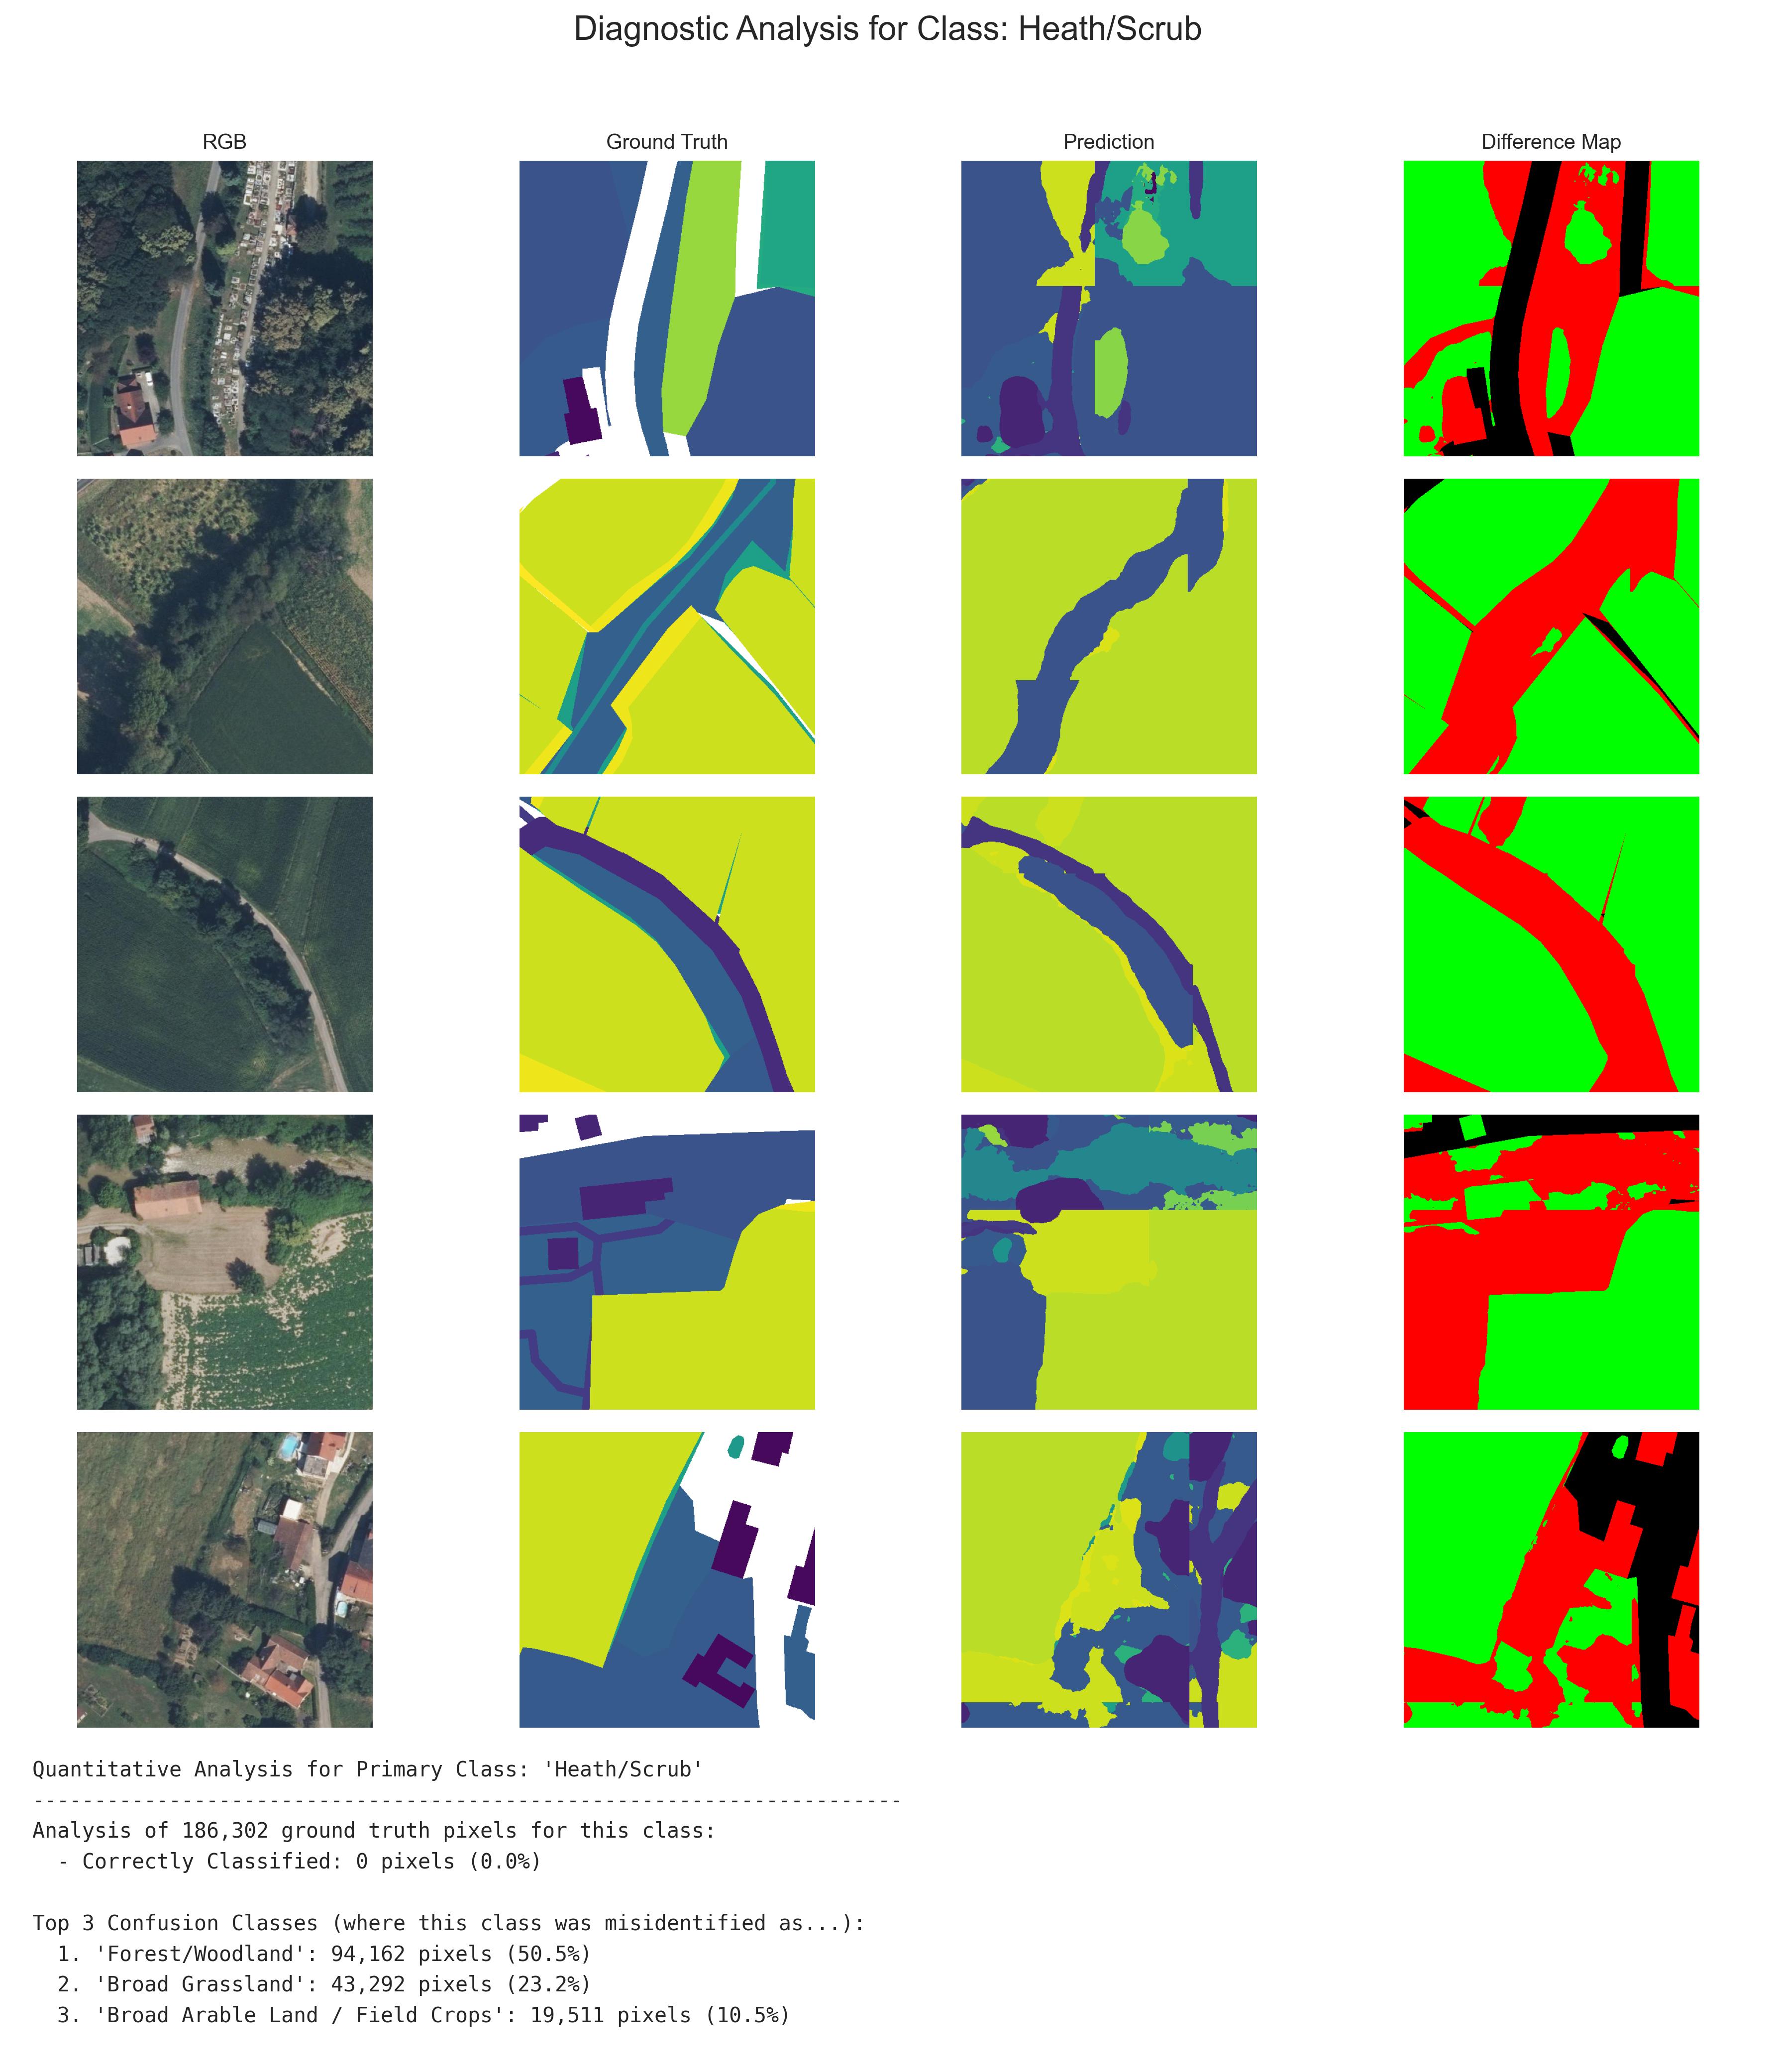 Diagnostic Analysis for Class: Heath/Scrub
RGB
Ground Truth
Prediction
Difference Map
Quantitative Analysis for Primary Class: 'Heath/Scrub'
----------------------------------------------------------------------
Analysis of 186,302 ground truth pixels for this class:
- Correctly Classified: 0 pixels (0.0%)
Top 3 Confusion Classes (where this class was misidentified as...):
1. 'Forest/Woodland': 94,162 pixels (50.5%)
2. 'Broad Grassland': 43,292 pixels (23.2%)
3. 'Broad Arable Land / Field Crops': 19,511 pixels (10.5%)